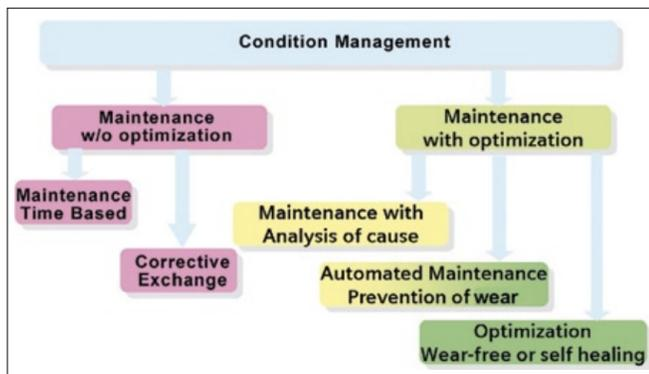 Condition Management
Maintenance
w/o optimization
Maintenance
with optimization
Maintenance
Time Based
Maintenance with
Analysis of cause
Corrective
Exchange
Automated Maintenance
Prevention of wear
Optimization
Wear-free or self healing